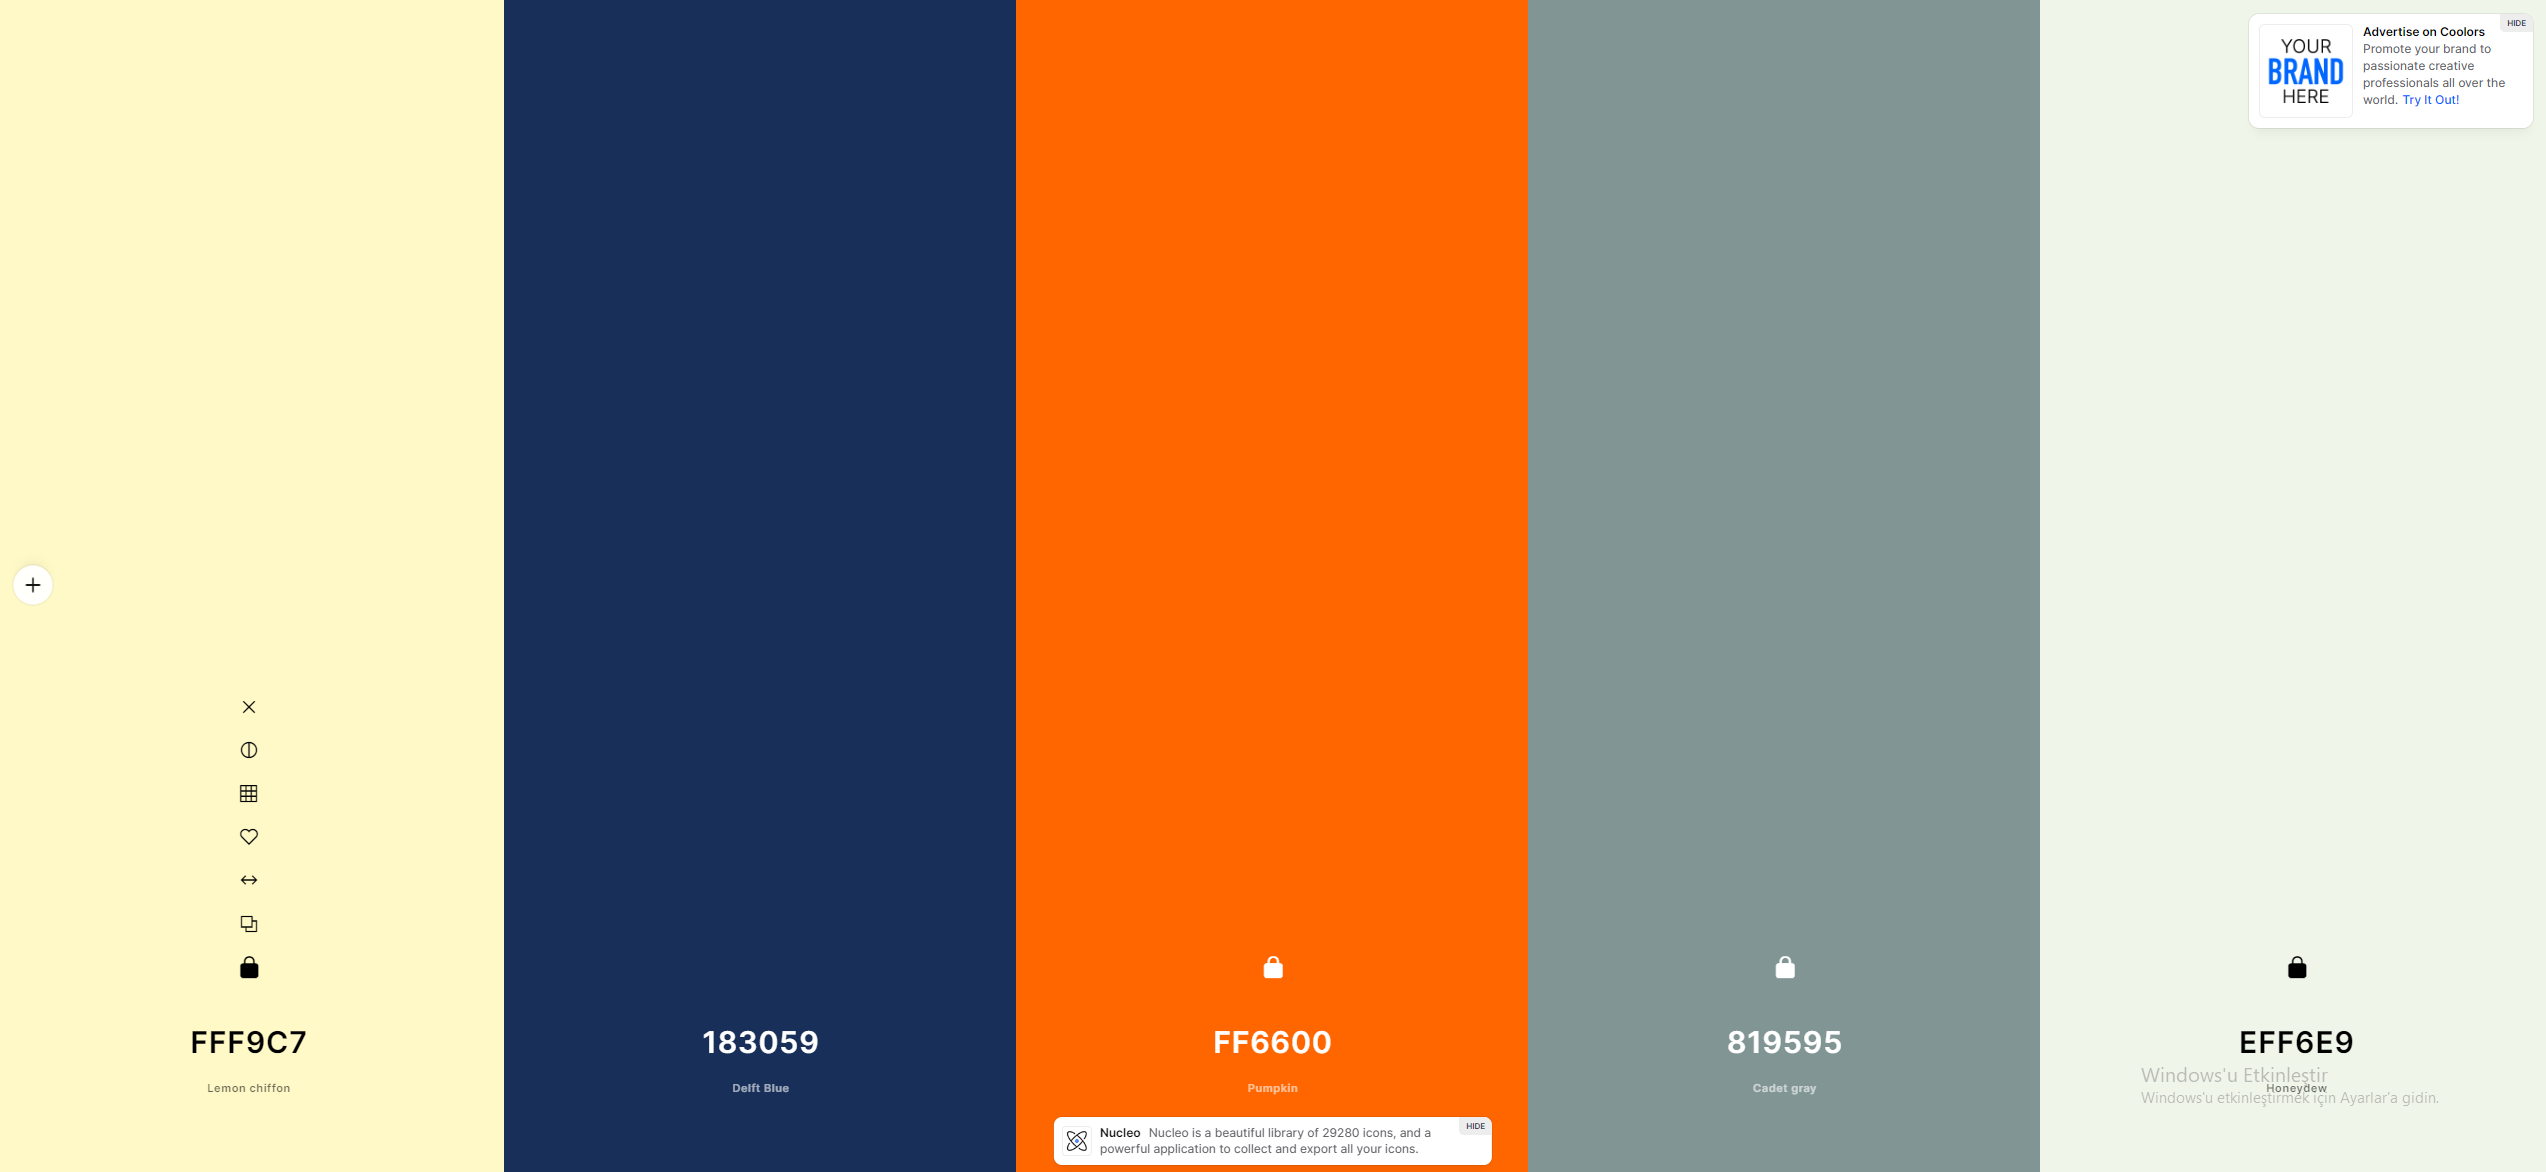 HIDE
YOUR
BRAND
HERE
Advertise on Coolors
Promote your brand to
passionate creative
professionals all over the
world. Try It Out!
FFF9C7
Lemon chiffon
183059
Delft Blue
FF6600
Pumpkin
819595
Cadet gray
EFF6E9
Honeydew
Windows'u Etkinleştir
Windows'u etkinleştirmek için Ayarlar'a gidin.
HIDE
Nucleo Nucleo is a beautiful library of 29280 icons, and a
powerful application to collect and export all your icons.